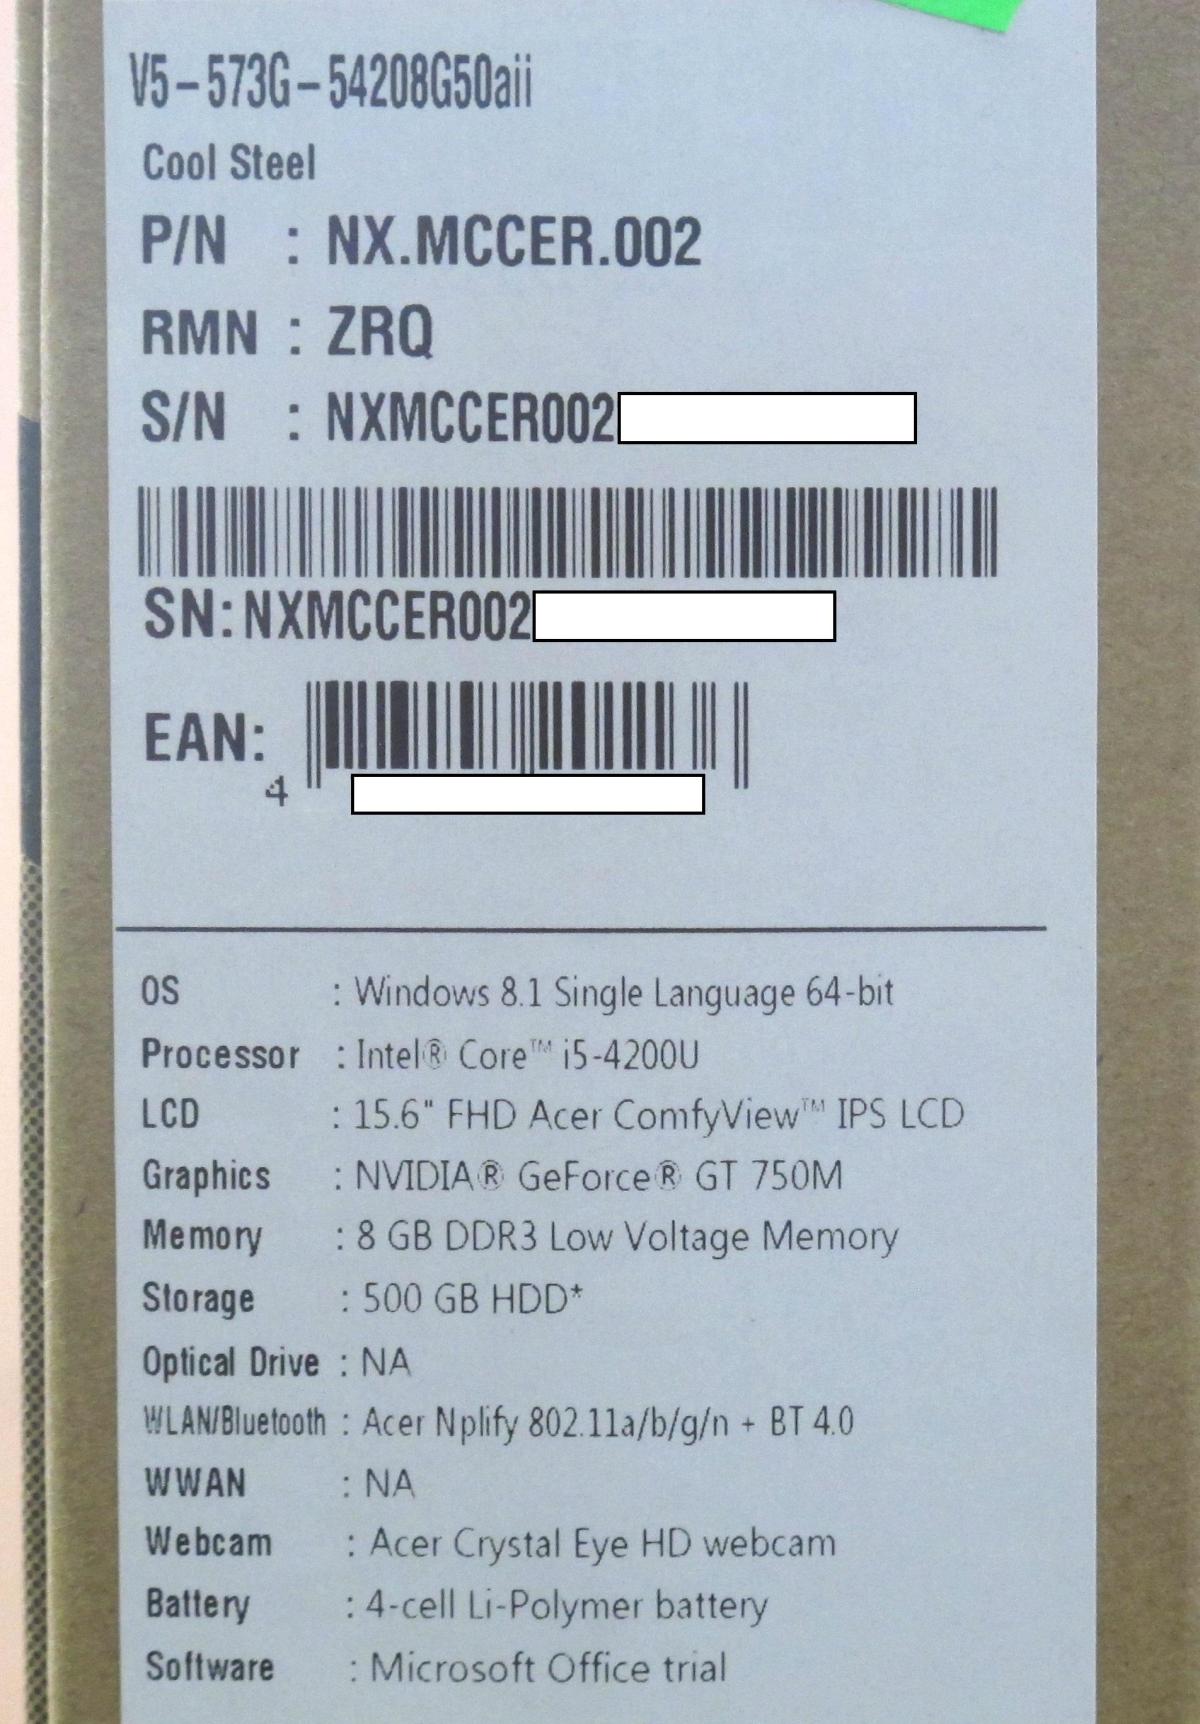 V5-573G-54208G50aii
Cool Steel
P/N : NX.MCCER.002
RMN : ZRQ
S/N : NXMCCER002
SN:NXMCCER002
EAN:
4
OS : Windows 8.1 Single Language 64-bit
Processor : Intel® Core™ i5-4200U
LCD : 15.6" FHD Acer ComfyView™ IPS LCD
Graphics : NVIDIA® GeForce® GT 750M
Memory : 8 GB DDR3 Low Voltage Memory
Storage : 500 GB HDD*
Optical Drive : NA
WLAN/Bluetooth : Acer Nplify 802.11a/b/g/n + BT 4.0
WWAN : NA
Webcam : Acer Crystal Eye HD webcam
Battery : 4-cell Li-Polymer battery
Software : Microsoft Office trial